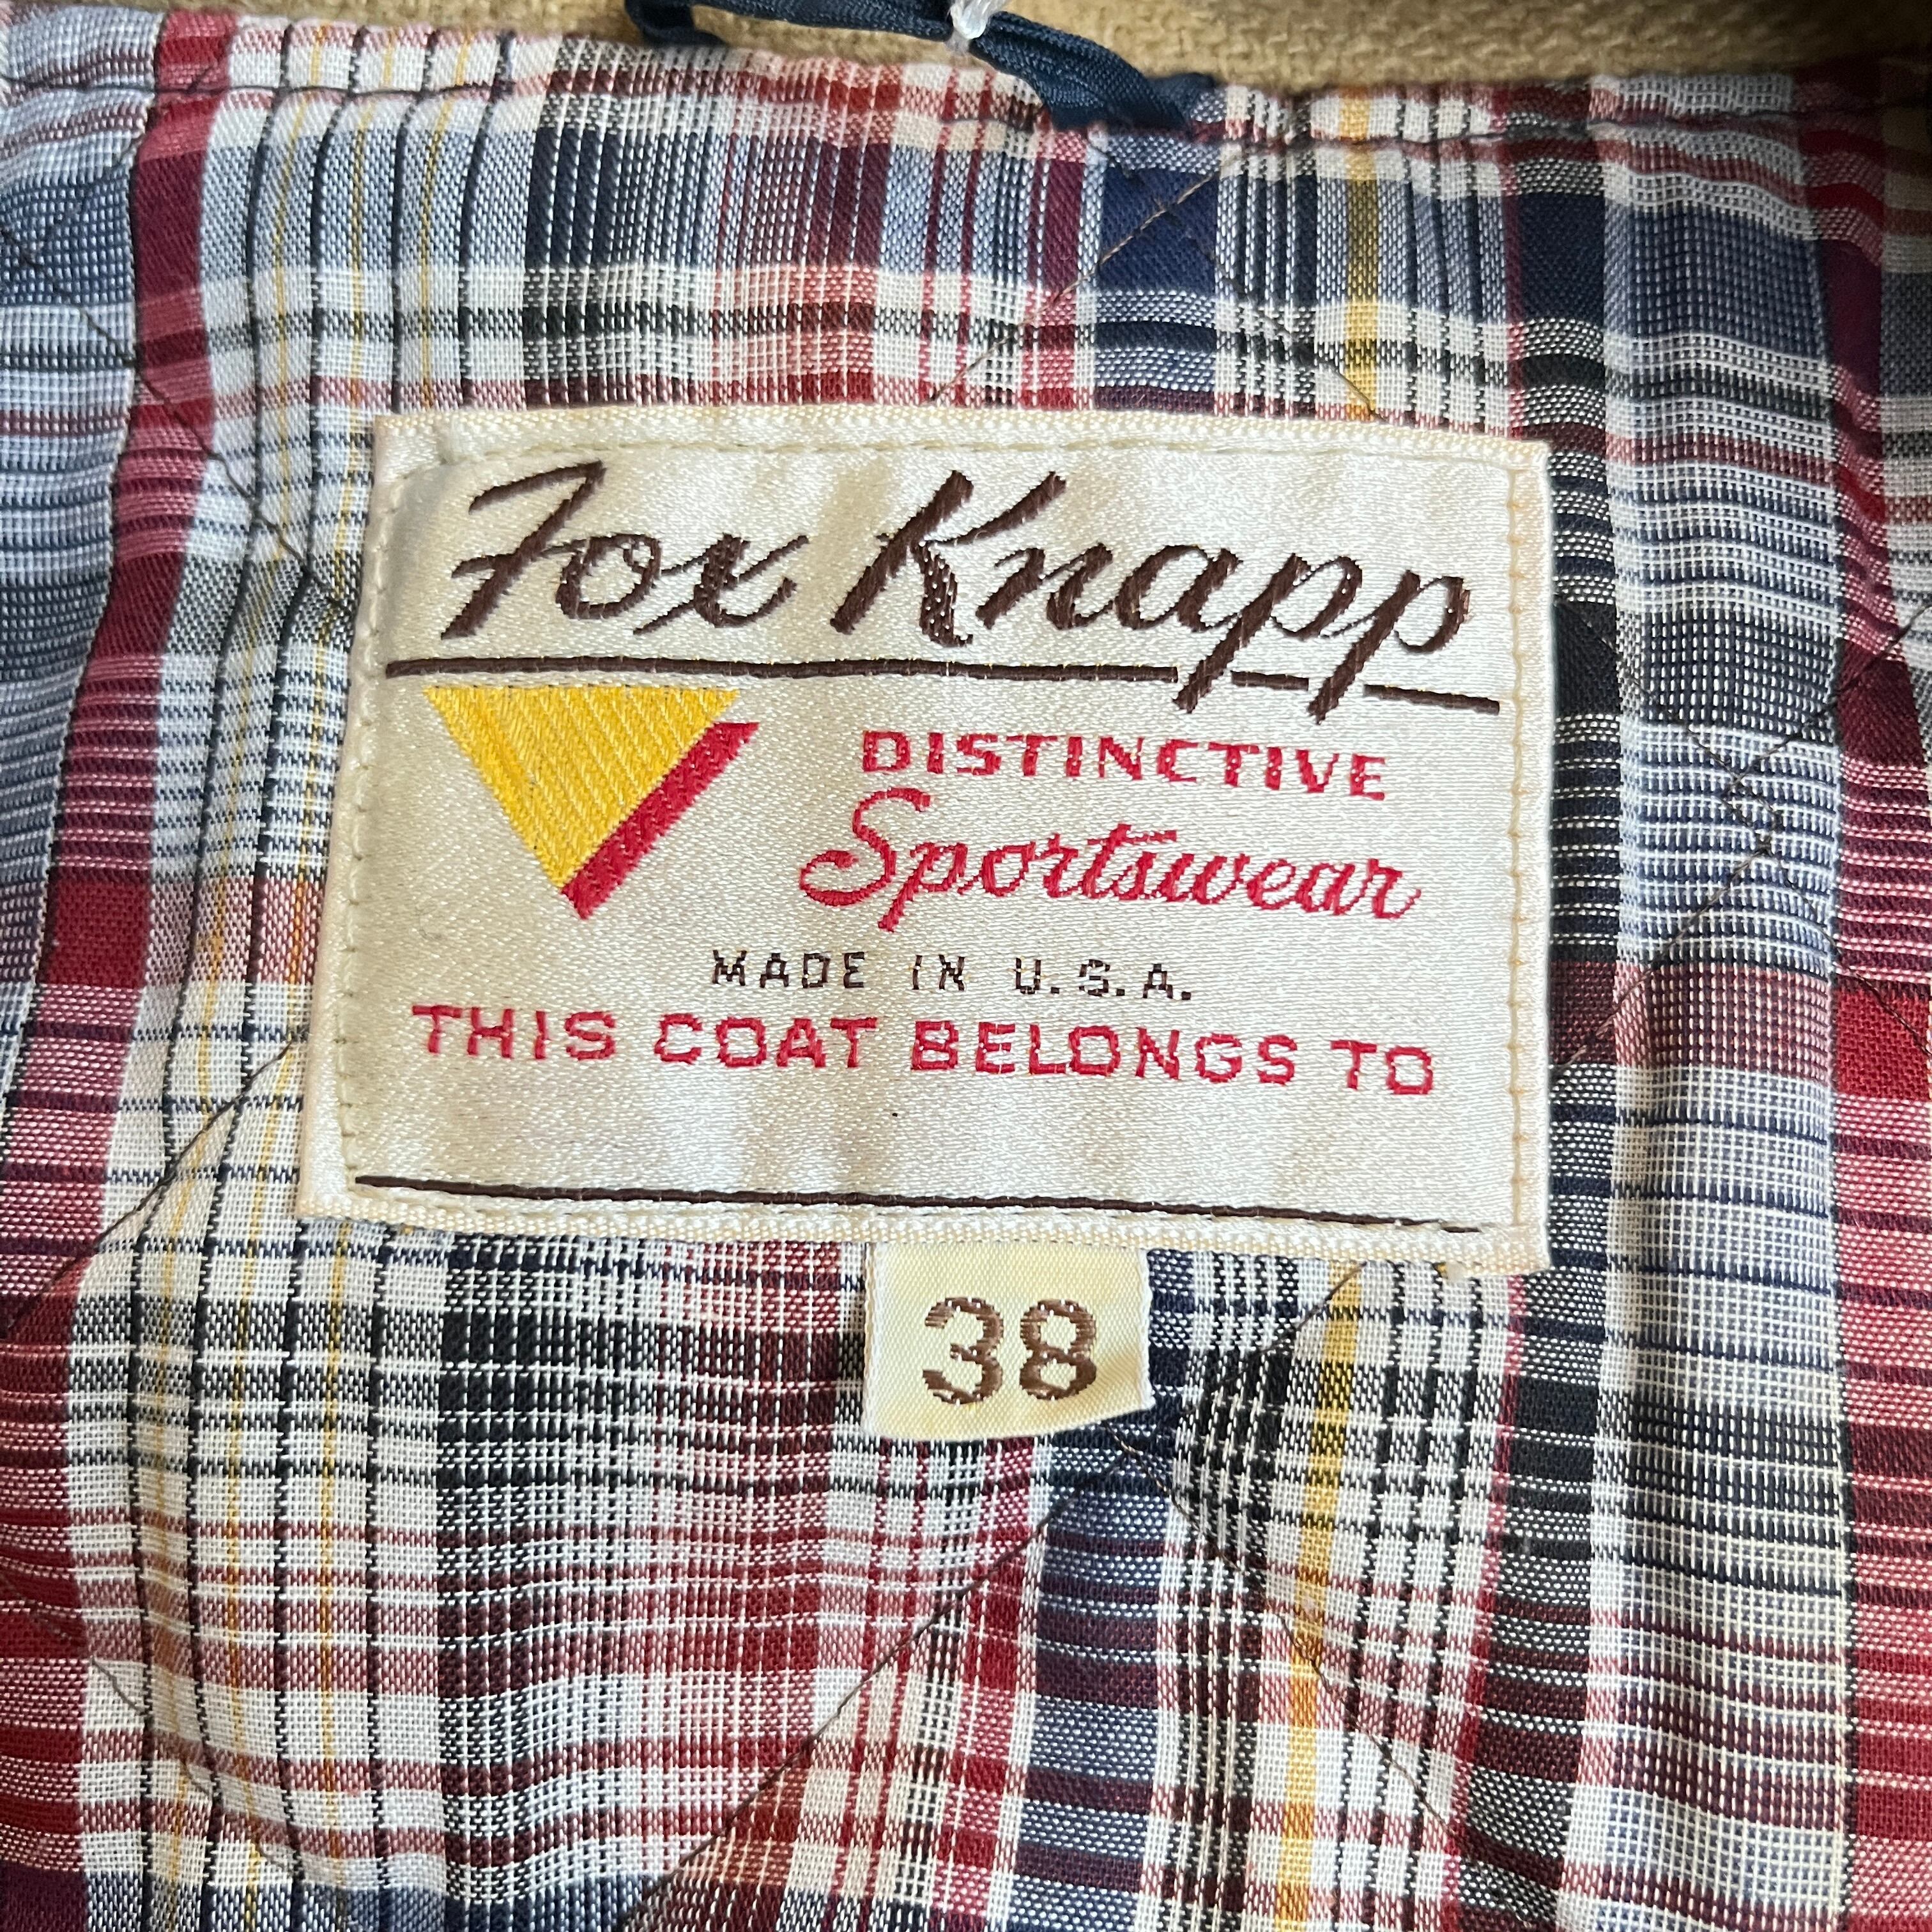 Fox Knapp
DISTINCTIVE
Sportswear
MADE IN U.S.A.
THIS COAT BELONGS TO
38